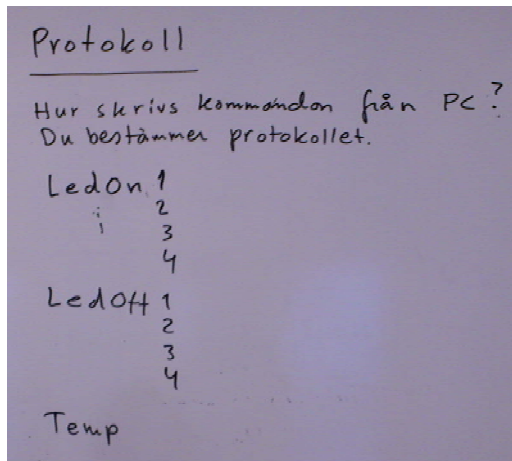 Protokoll
Hur skrivs kommandon från PC?
Du bestämmer protokollet.
LedOn 1
2
3
4
LedOff 1
2
3
4
Temp